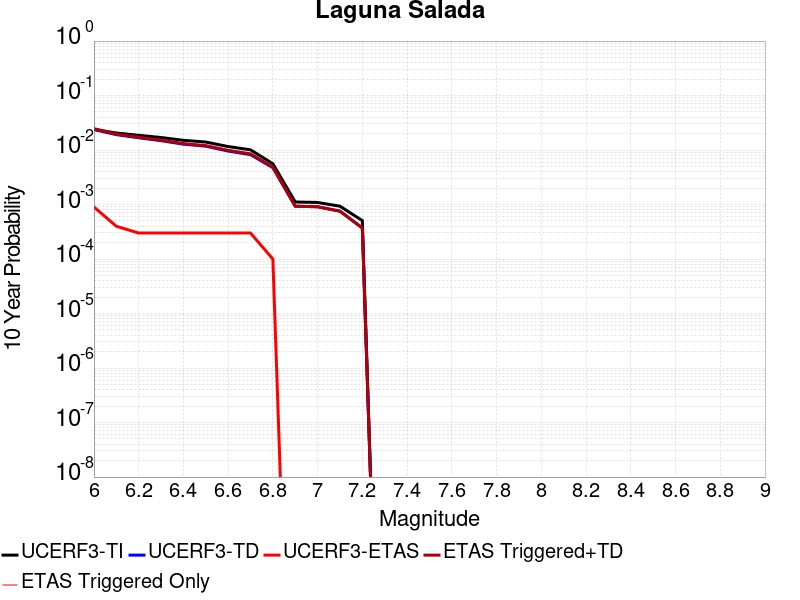 Laguna Salada
10 0
10 -1
10 -2
10 -3
10 -4
10 -5
10 -6
10 -7
10 -8
10 Year Probability
6 6.2 6.4 6.6 6.8 7 7.2 7.4 7.6 7.8 8 8.2 8.4 8.6 8.8 9
Magnitude
UCERF3-TI UCERF3-TD UCERF3-ETAS ETAS Triggered+TD
ETAS Triggered Only